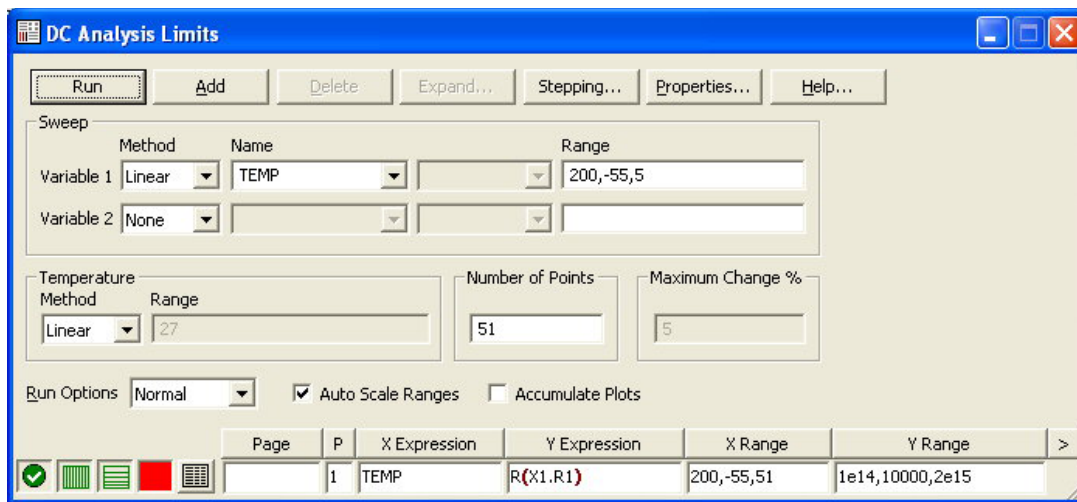 DC Analysis Limits
Run Add Delete Expand... Stepping... Properties... Help...
Sweep
Method Name Range
Variable 1 Linear TEMP 200,-55,5
Variable 2 None
Temperature Number of Points Maximum Change %
Method Range
Linear 27 51 5
Run Options Normal Auto Scale Ranges Accumulate Plots
Page P X Expression Y Expression X Range Y Range >
1 TEMP R(X1.R1) 200,-55,51 1e14,10000,2e15